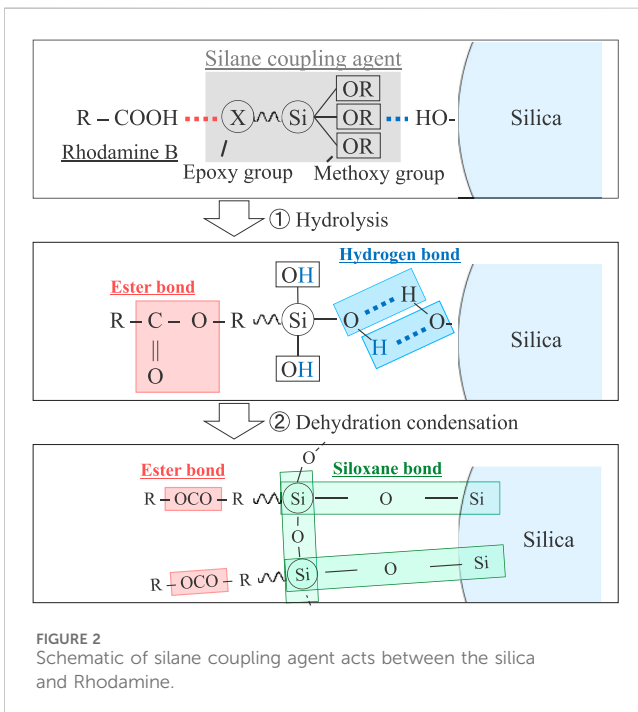 Silane coupling agent
OR
R – COOH X Si OR HO- Silica
OR
Rhodamine B
Epoxy group Methoxy group
① Hydrolysis
Hydrogen bond
OH
Ester bond
H
R – C – O – R Si O O Silica
H
||
O
OH
② Dehydration condensation
O
Ester bond Siloxane bond
R – OCO – R Si — O — Si
O
Silica
R – OCO – R Si — O — Si
FIGURE 2
Schematic of silane coupling agent acts between the silica
and Rhodamine.